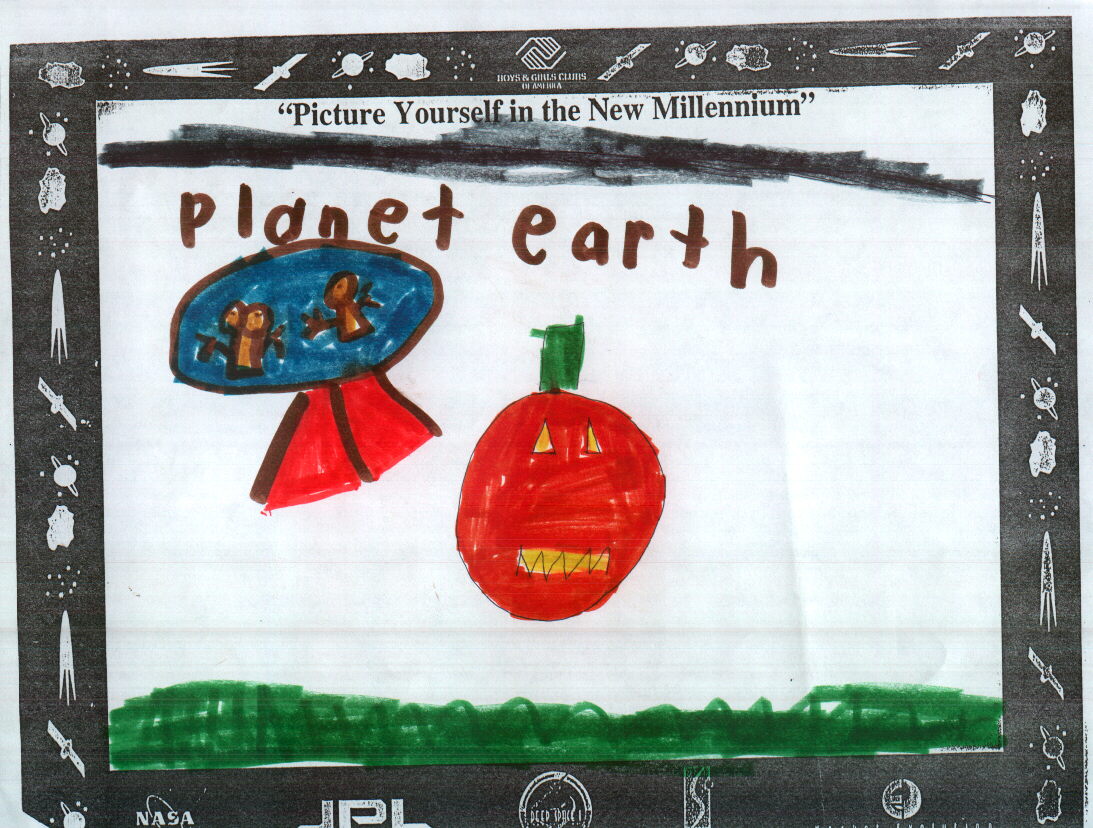 BOYS & GIRLS CLUBS
OF AMERICA
“Picture Yourself in the New Millennium”
planet earth
NASA
JPL
DEEP SPACE 1